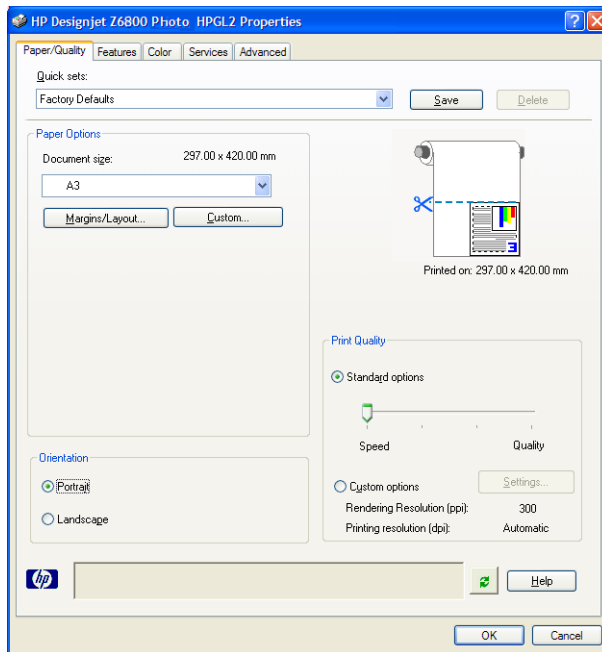 HP Designjet Z6800 Photo HPGL2 Properties
Paper/Quality Features Color Services Advanced
Quick sets:
Factory Defaults Save Delete
Paper Options
Document size: 297.00 x 420.00 mm
A3
Margins/Layout... Custom...
Printed on: 297.00 x 420.00 mm
Print Quality
Standard options
Speed Quality
Custom options Settings...
Rendering Resolution (ppi): 300
Printing resolution (dpi): Automatic
Orientation
Portrait
Landscape
hp Help
OK Cancel